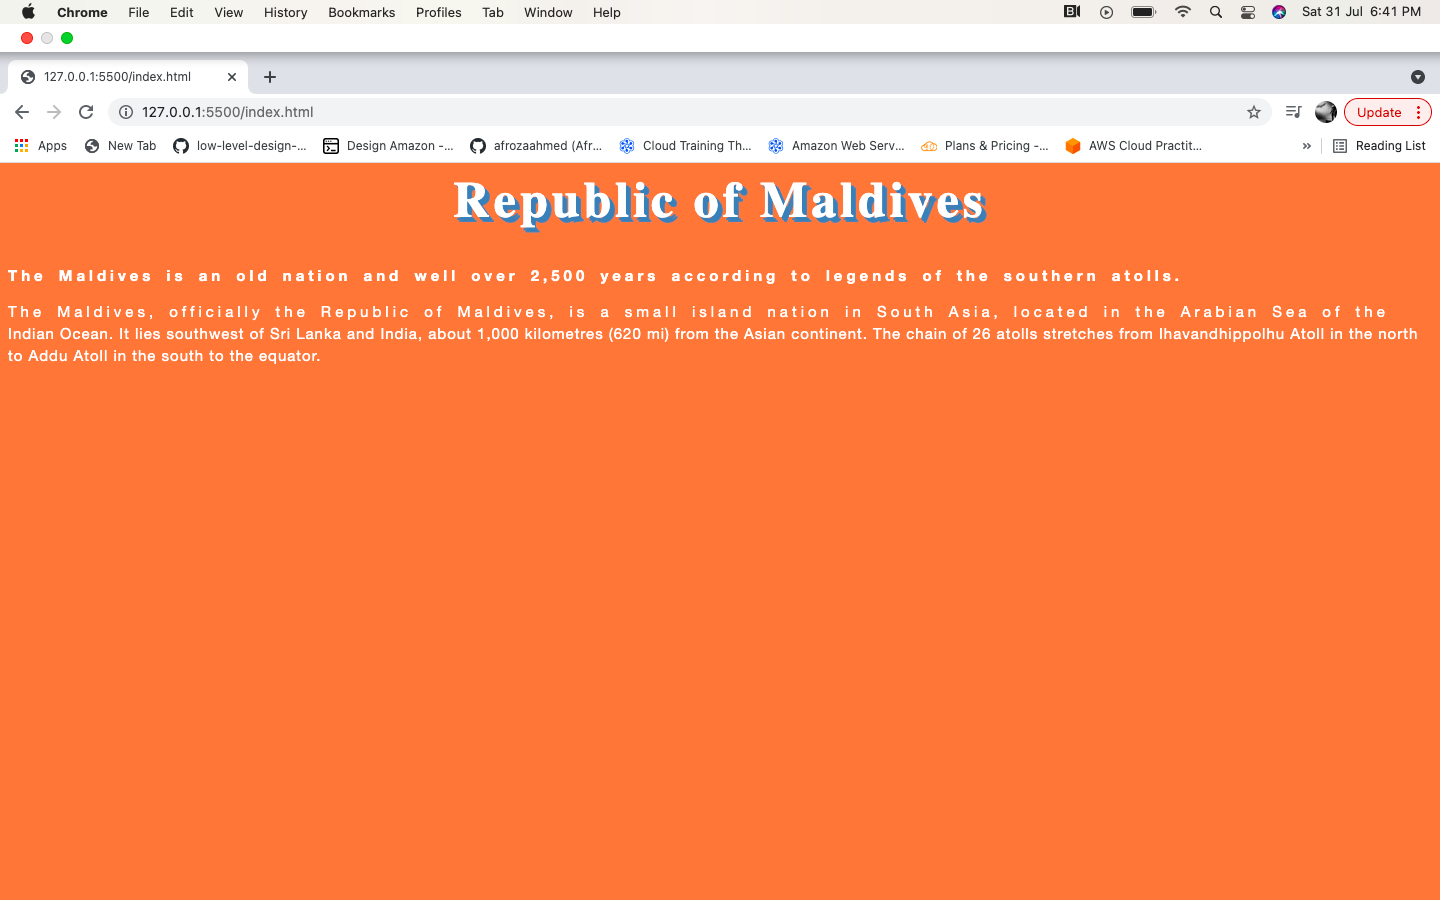 Chrome File Edit View History Bookmarks Profiles Tab Window Help Sat 31 Jul 6:41 PM
127.0.0.1:5500/index.html
127.0.0.1:5500/index.html Update
Apps New Tab low-level-design-... Design Amazon -... afrozaahmed (Afr... Cloud Training Th... Amazon Web Serv... Plans & Pricing -... AWS Cloud Practit... » Reading List
Republic of Maldives
The Maldives is an old nation and well over 2,500 years according to legends of the southern atolls.
The Maldives, officially the Republic of Maldives, is a small island nation in South Asia, located in the Arabian Sea of the
Indian Ocean. It lies southwest of Sri Lanka and India, about 1,000 kilometres (620 mi) from the Asian continent. The chain of 26 atolls stretches from Ihavandhippolhu Atoll in the north
to Addu Atoll in the south to the equator.